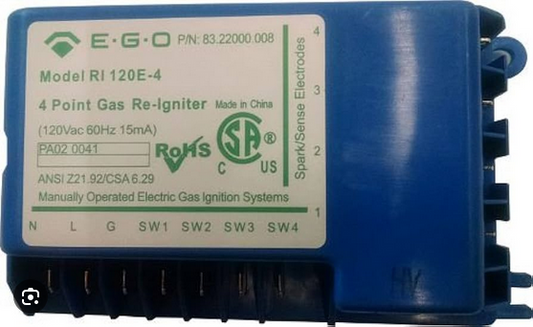 E·G·O P/N: 83.22000.008
Model RI 120E-4
4 Point Gas Re-Igniter Made in China
(120Vac 60Hz 15mA)
PA02 0041
RoHS
CSA
C US
ANSI Z21.92/CSA 6.29
Manually Operated Electric Gas Ignition Systems
N L G SW1 SW2 SW3 SW4
Spark/Sense Electrodes
4
3
2
1
HV